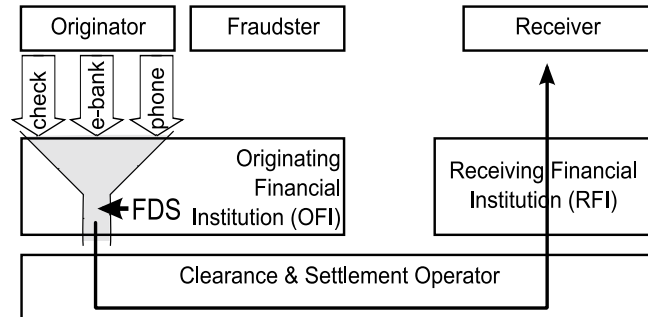 Originator
Fraudster
Receiver
check
e-bank
phone
Originating
Financial
Institution (OFI)
FDS
Receiving Financial
Institution (RFI)
Clearance & Settlement Operator